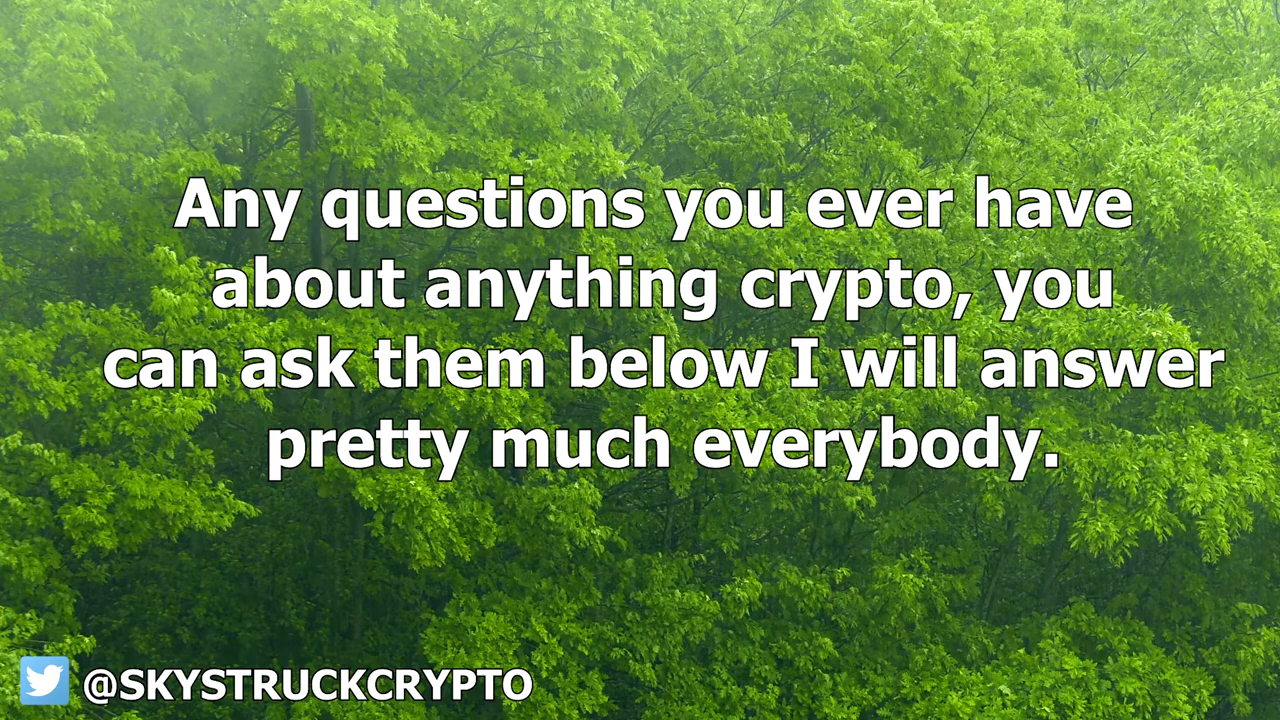 Any questions you ever have
about anything crypto, you
can ask them below I will answer
pretty much everybody.
@SKYSTRUCKCRYPTO